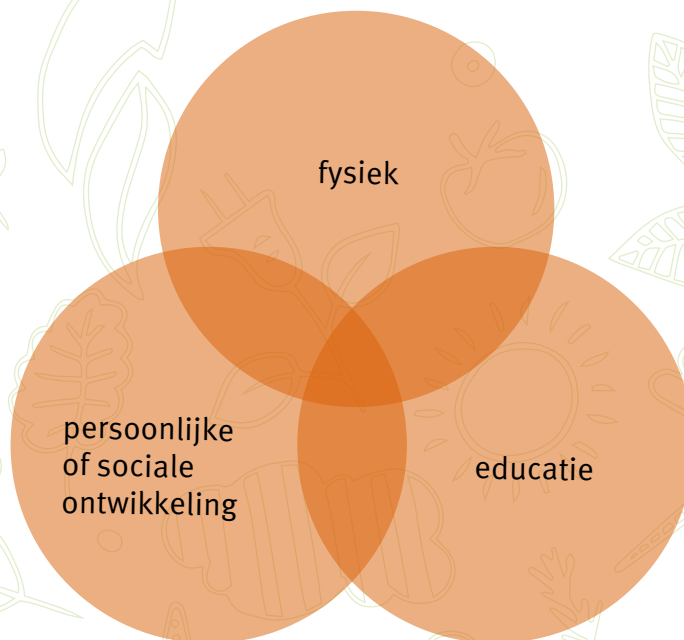 fysiek
persoonlijke
of sociale
ontwikkeling
educatie